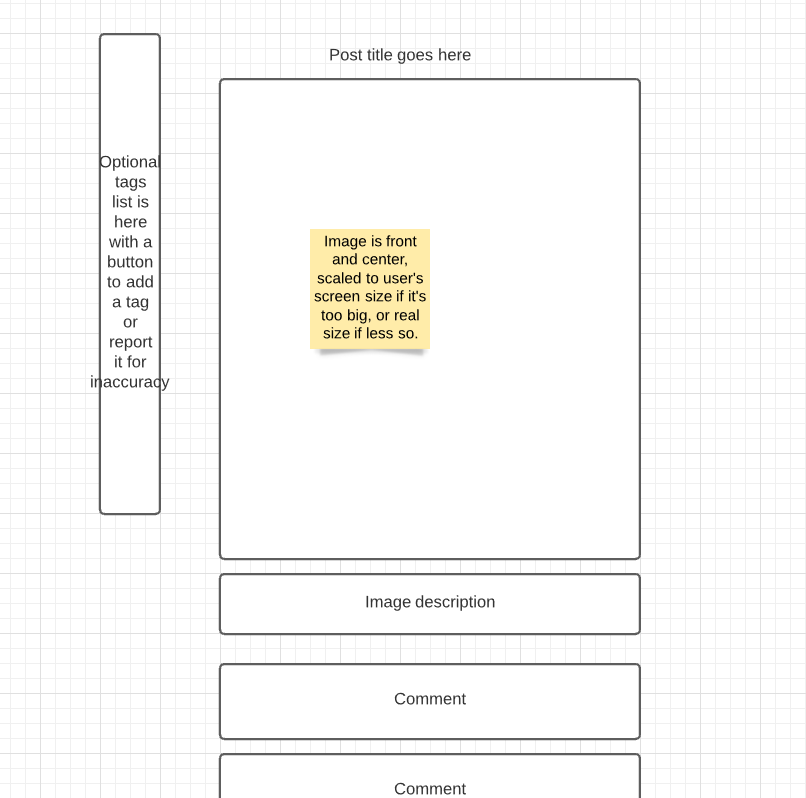 Post title goes here
Optional
tags
list is
here
with a
button
to add
a tag
or
report
it for
inaccuracy
Image is front
and center,
scaled to user's
screen size if it's
too big, or real
size if less so.
Image description
Comment
Comment